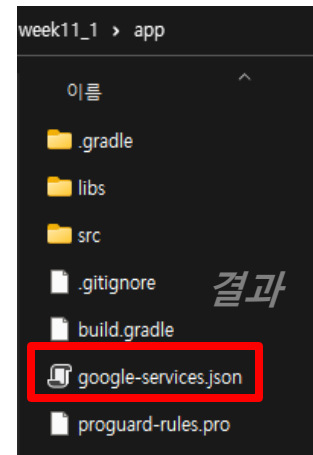 week11_1 > app
이름
.gradle
libs
src
.gitignore
결과
build.gradle
google-services.json
proguard-rules.pro